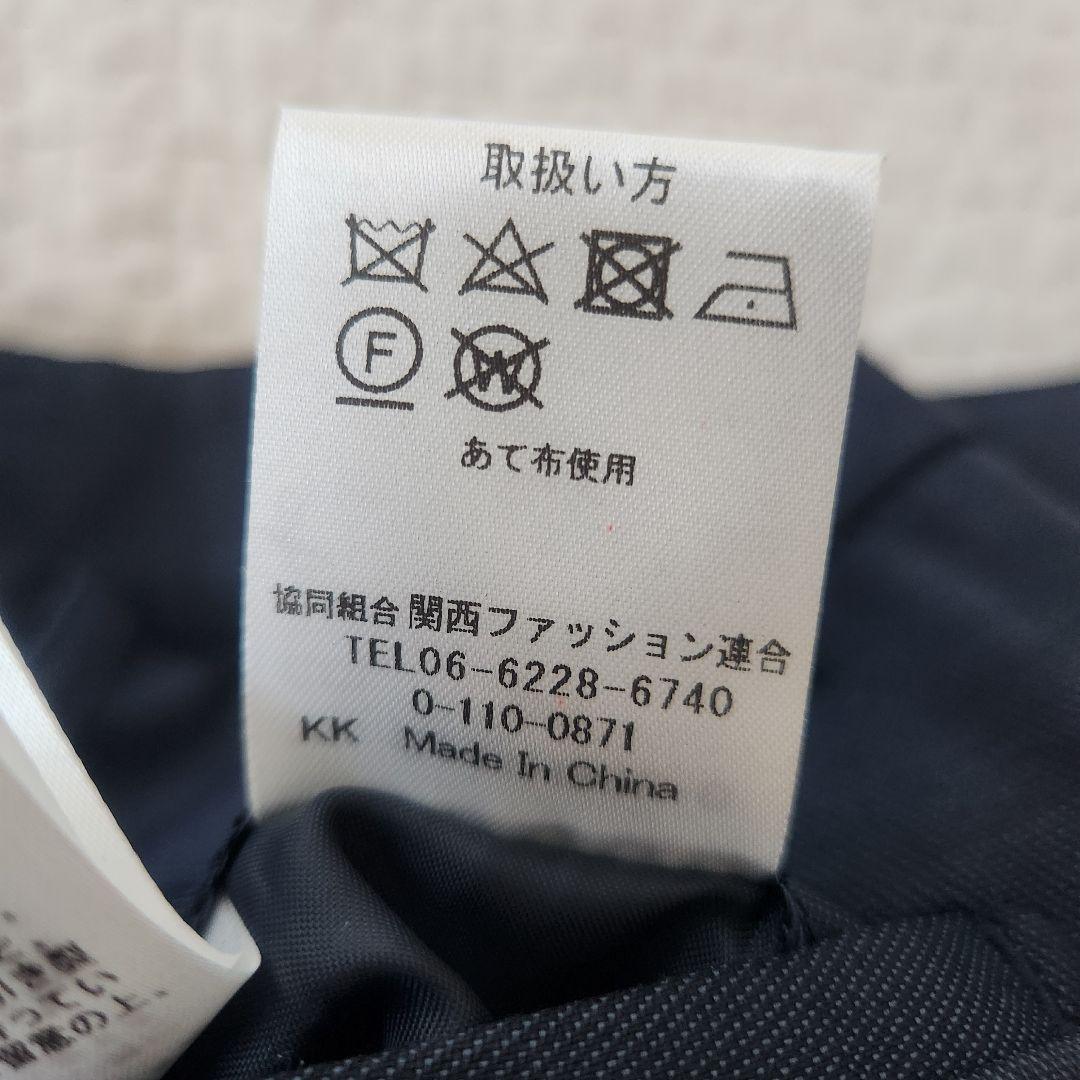 取扱い方
F W
あて布使用
協同組合 関西ファッション連合
TEL06-6228-6740
0-110-0871
KK Made In China